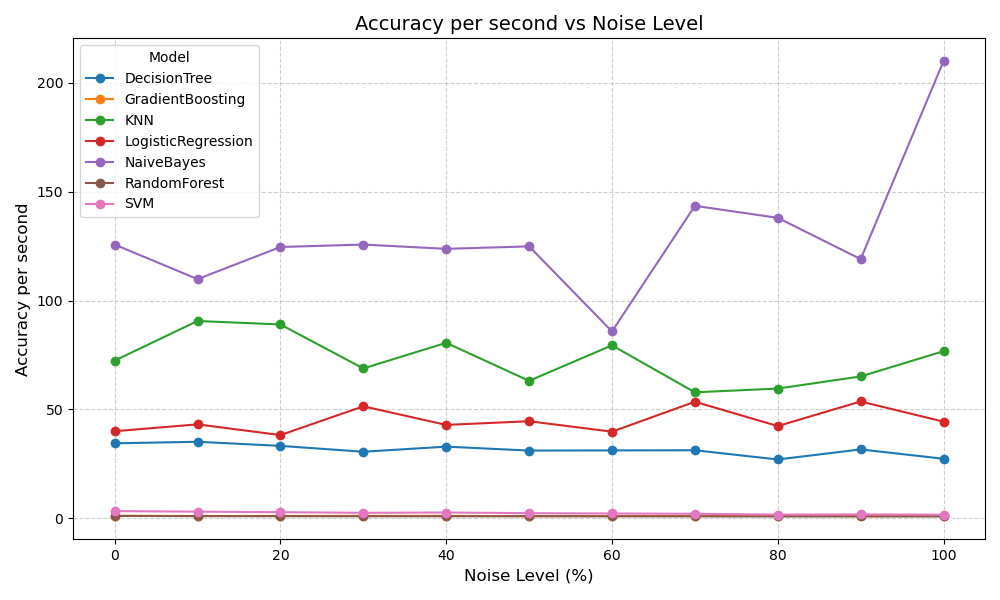 Accuracy per second vs Noise Level
Model
DecisionTree
GradientBoosting
KNN
LogisticRegression
NaiveBayes
RandomForest
SVM
Accuracy per second
200
150
100
50
0
0 20 40 60 80 100
Noise Level (%)